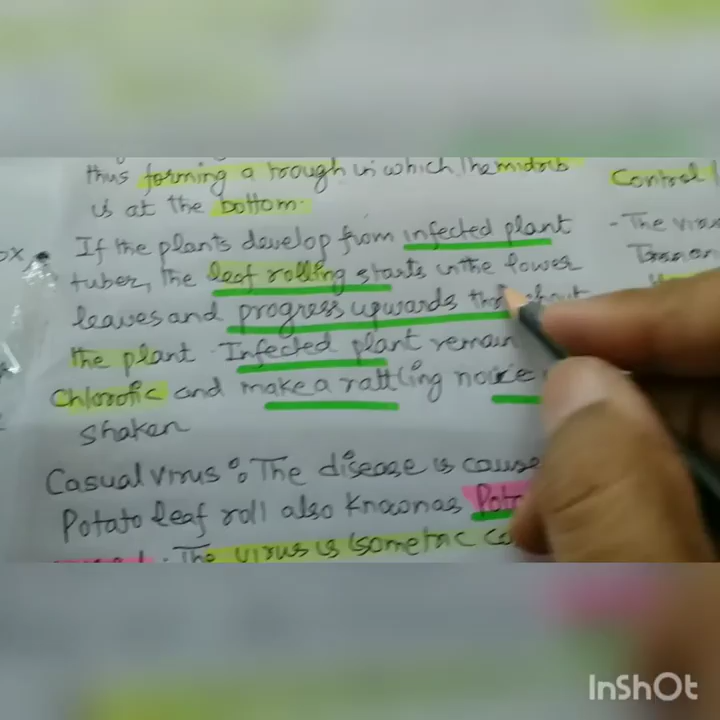 thus forming a trough in which the midrib
is at the bottom.
If the plants develop from infected plant
tuber, the leaf rolling starts in the lower
leaves and progress upwards
the plant. Infected plant remain
Chlorotic and make a rattling
shaken
Casual virus : The disease is cause
Potato leaf roll also known as
The virus is isometric
Control
- The virus
InShOt